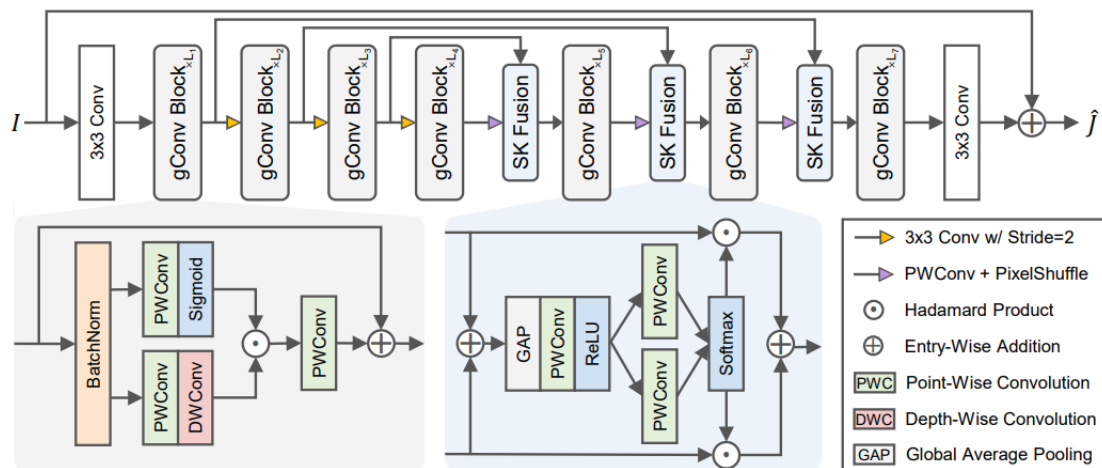 I
3x3 Conv
gConv Block ×L₁
gConv Block ×L₂
gConv Block ×L₃
gConv Block ×L₄
SK Fusion
gConv Block ×L₅
SK Fusion
gConv Block ×L₆
SK Fusion
gConv Block ×L₇
3x3 Conv
Ĵ
BatchNorm
PWConv
Sigmoid
PWConv
DWConv
PWConv
GAP
PWConv
ReLU
PWConv
PWConv
Softmax
3x3 Conv w/ Stride=2
PWConv + PixelShuffle
Hadamard Product
Entry-Wise Addition
PWC Point-Wise Convolution
DWC Depth-Wise Convolution
GAP Global Average Pooling